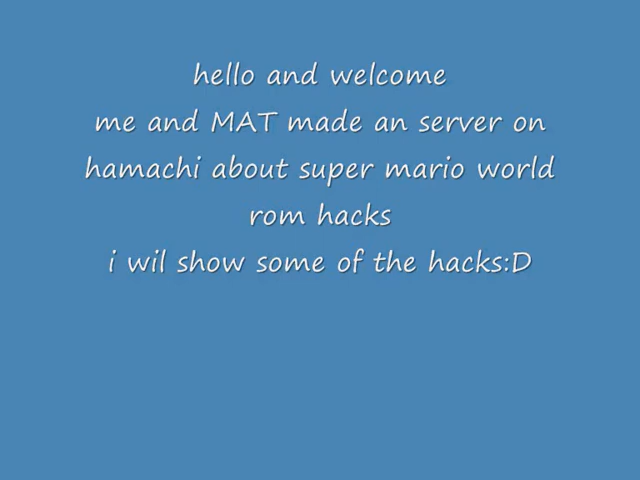 hello and welcome
me and MAT made an server on
hamachi about super mario world
rom hacks
i wil show some of the hacks:D